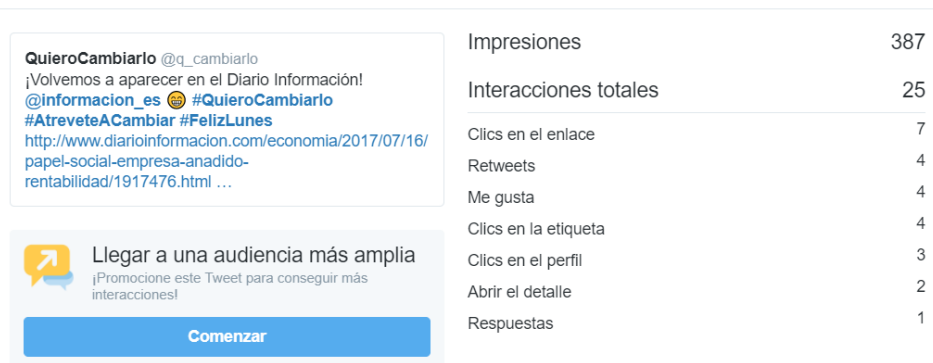 QuieroCambiarlo @q_cambiarlo
¡Volvemos a aparecer en el Diario Información!
@informacion_es 😁 #QuieroCambiarlo
#AtreveteACambiar #FelizLunes
http://www.diarioinformacion.com/economia/2017/07/16/
papel-social-empresa-anadido-
rentabilidad/1917476.html …
Llegar a una audiencia más amplia
¡Promocione este Tweet para conseguir más
interacciones!
Comenzar
Impresiones 387
Interacciones totales 25
Clics en el enlace 7
Retweets 4
Me gusta 4
Clics en la etiqueta 4
Clics en el perfil 3
Abrir el detalle 2
Respuestas 1